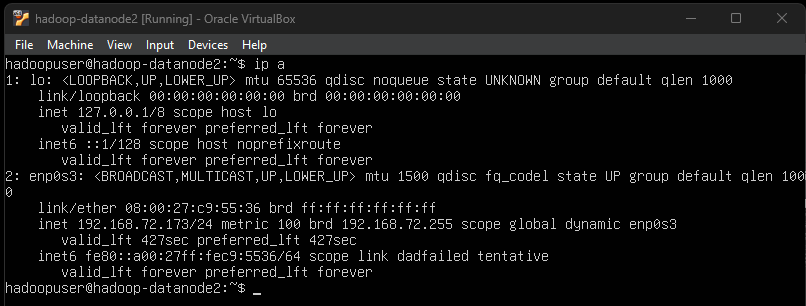 hadoop-datanode2 [Running] - Oracle VirtualBox
File Machine View Input Devices Help
hadoopuser@hadoop-datanode2:~$ ip a
1: lo: <LOOPBACK,UP,LOWER_UP> mtu 65536 qdisc noqueue state UNKNOWN group default qlen 1000
    link/loopback 00:00:00:00:00:00 brd 00:00:00:00:00:00
    inet 127.0.0.1/8 scope host lo
       valid_lft forever preferred_lft forever
    inet6 ::1/128 scope host noprefixroute
       valid_lft forever preferred_lft forever
2: enp0s3: <BROADCAST,MULTICAST,UP,LOWER_UP> mtu 1500 qdisc fq_codel state UP group default qlen 100
0
    link/ether 08:00:27:c9:55:36 brd ff:ff:ff:ff:ff:ff
    inet 192.168.72.173/24 metric 100 brd 192.168.72.255 scope global dynamic enp0s3
       valid_lft 427sec preferred_lft 427sec
    inet6 fe80::a00:27ff:fec9:5536/64 scope link dadfailed tentative
       valid_lft forever preferred_lft forever
hadoopuser@hadoop-datanode2:~$ _